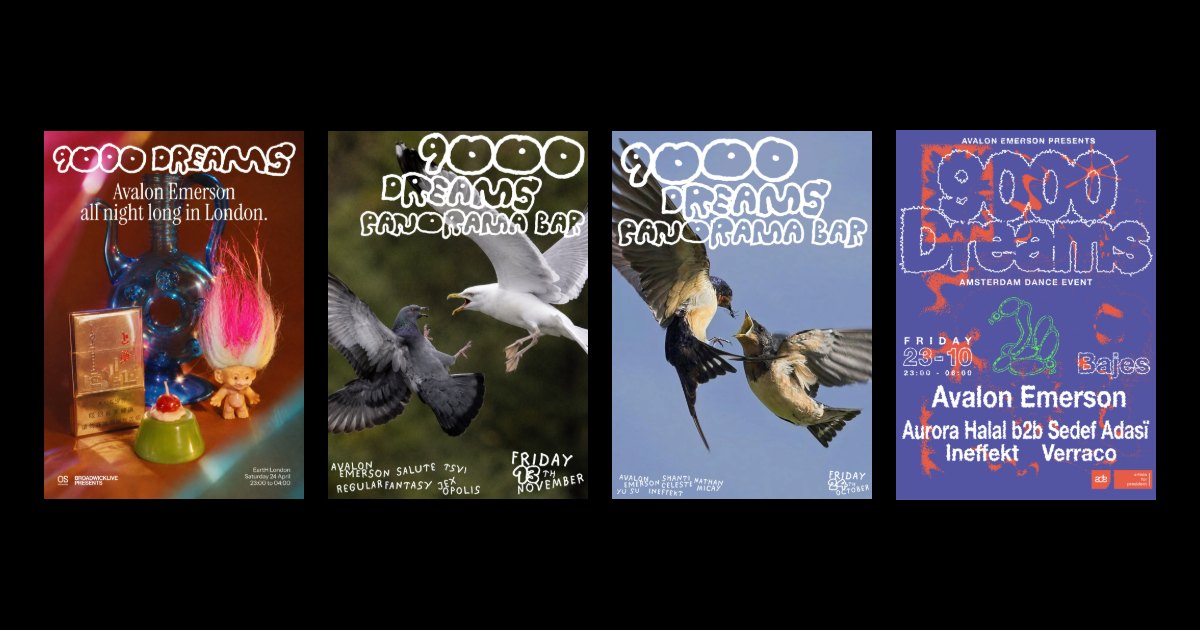 9000 DREAMS
Avalon Emerson
all night long in London.
OS
BROADWICK LIVE
PRESENTS
EartH London
Saturday 24 April
23:00 to 04:00
9000
DREAMS
PANORAMA BAR
AVALON
EMERSON SALUTE TSVI
REGULAR FANTASY JEX
OPOLIS
FRIDAY
13TH
NOVEMBER
9000
DREAMS
PANORAMA BAR
AVALON SHANTI NATHAN
EMERSON CELESTE MICAY
YU SU INEFFEKT
FRIDAY
OCTOBER
AVALON EMERSON PRESENTS
9000
Dreams
AMSTERDAM DANCE EVENT
FRIDAY
23-10
23:00 - 06:00
Bajes
Avalon Emerson
Aurora Halal b2b Sedef Adasï
Ineffekt Verraco
ade